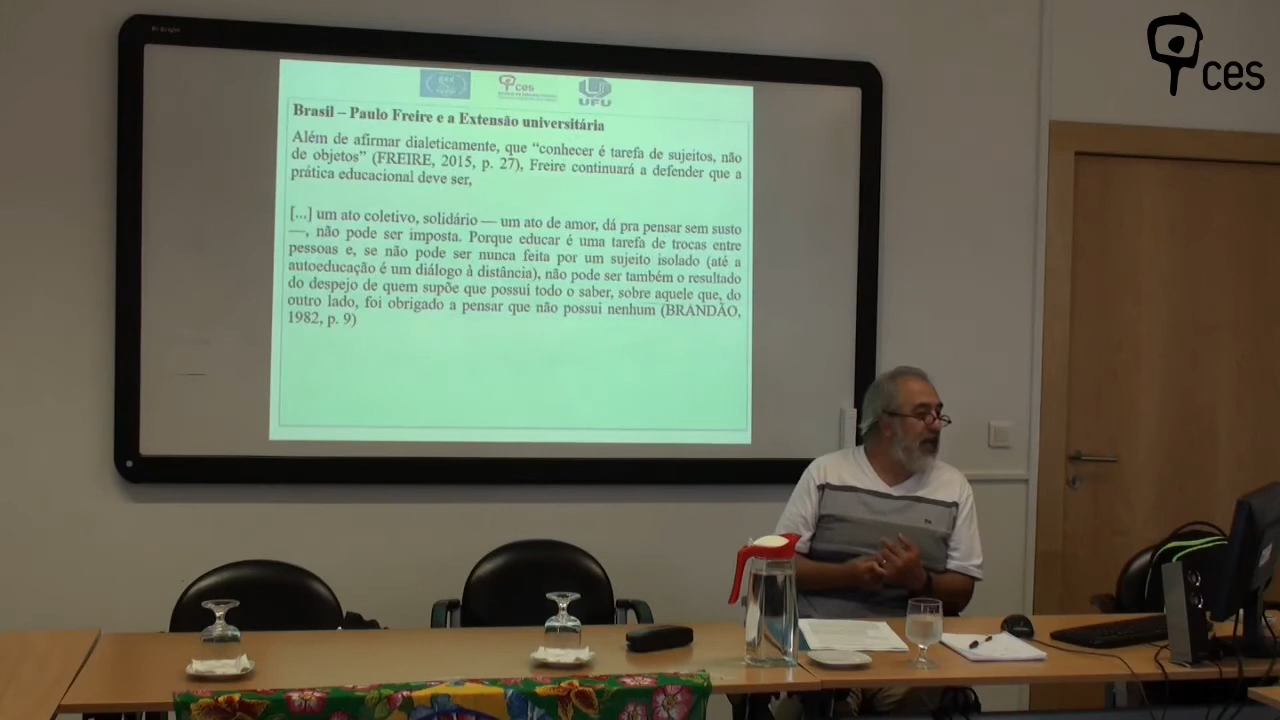 ces
ces
UFU
Brasil – Paulo Freire e a Extensão universitária
Além de afirmar dialeticamente, que “conhecer é tarefa de sujeitos, não
de objetos” (FREIRE, 2015, p. 27), Freire continuará a defender que a
prática educacional deve ser,
[...] um ato coletivo, solidário — um ato de amor, dá pra pensar sem susto
—, não pode ser imposta. Porque educar é uma tarefa de trocas entre
pessoas e, se não pode ser nunca feita por um sujeito isolado (até a
autoeducação é um diálogo à distância), não pode ser também o resultado
do despejo de quem supõe que possui todo o saber, sobre aquele que, do
outro lado, foi obrigado a pensar que não possui nenhum (BRANDÃO,
1982, p. 9)